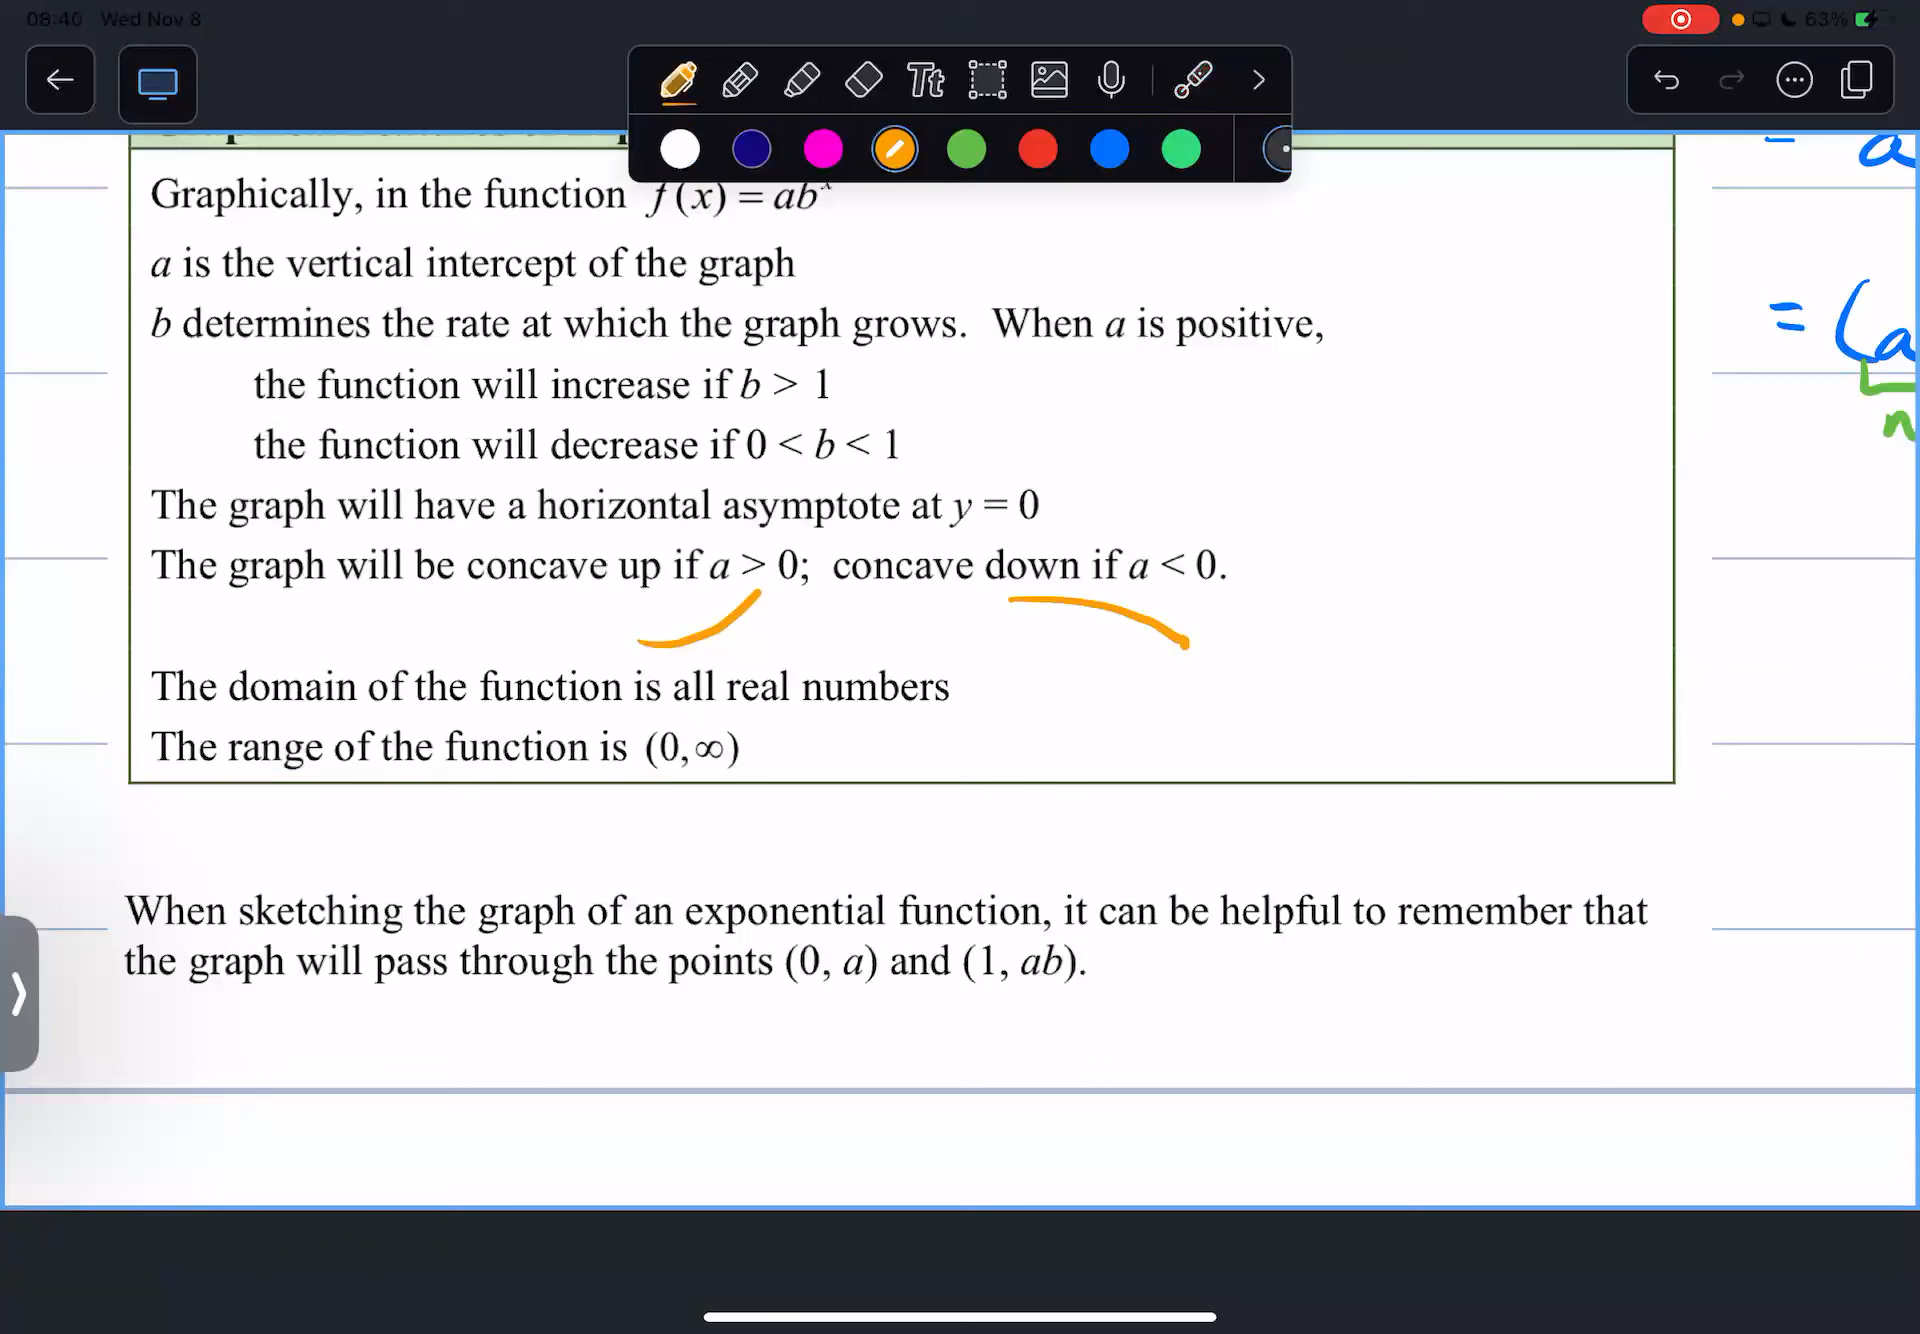 08:40 Wed Nov 8
63%
Tt
Graphically, in the function f(x) = ab^x
= a
a is the vertical intercept of the graph
b determines the rate at which the graph grows. When a is positive,
= (a
the function will increase if b > 1
n
the function will decrease if 0 < b < 1
The graph will have a horizontal asymptote at y = 0
The graph will be concave up if a > 0; concave down if a < 0.
The domain of the function is all real numbers
The range of the function is (0,∞)
When sketching the graph of an exponential function, it can be helpful to remember that
the graph will pass through the points (0, a) and (1, ab).